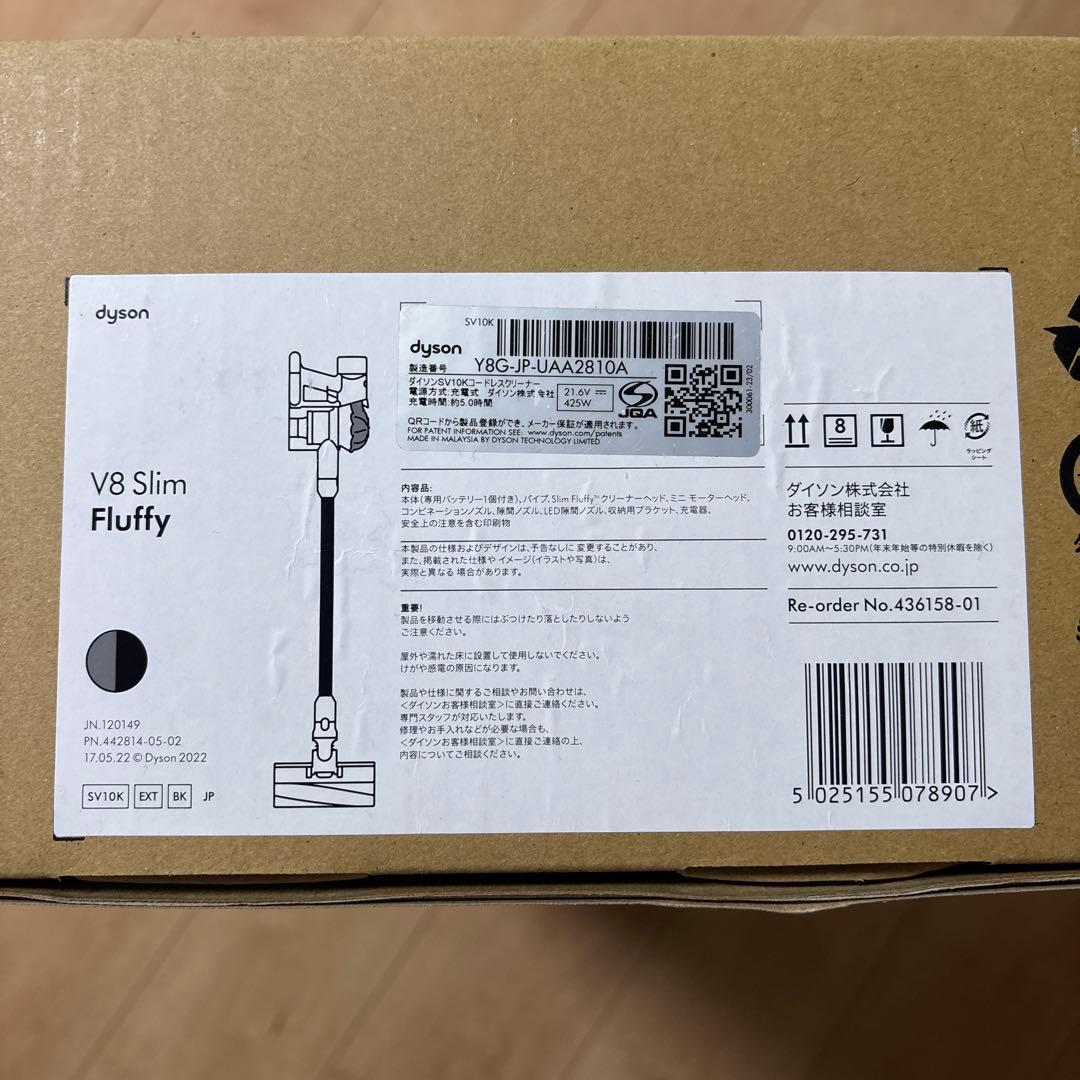 dyson
V8 Slim
Fluffy
JN.120149
PN.442814-05-02
17.05.22 © Dyson 2022
SV10K EXT BK JP
SV10K
dyson
製造番号 Y8G-JP-UAA2810A
ダイソンSV10Kコードレスクリーナー
電源方式:充電式 ダイソン株式会社
充電時間:約5.0時間
21.6V
425W
JQA
300061-23/02
QRコードから製品登録ができ、メーカー保証が適用されます。
FOR PATENT INFORMATION SEE: www.dyson.com/patents
MADE IN MALAYSIA BY DYSON TECHNOLOGY LIMITED
内容品:
本体(専用バッテリー1個付き)、パイプ、Slim Fluffy™クリーナーヘッド、ミニ モーターヘッド、
コンビネーションノズル、隙間ノズル、LED隙間ノズル、収納用ブラケット、充電器、
安全上の注意を含む印刷物
本製品の仕様およびデザインは、予告なしに変更することがあり、
また、掲載された仕様や イメージ(イラストや写真)は、
実際と異なる場合があります。
重要!
製品を移動させる際にはぶつけたり落としたりしないよう
ご注意ください。
屋外や濡れた床に設置して使用しないでください。
けがや感電の原因になります。
製品や仕様に関するご相談やお問い合わせは、
<ダイソンお客様相談室>に直接ご連絡ください。
専門スタッフが対応いたします。
修理やお手入れなどが必要な場合も、
<ダイソンお客様相談室>に直接ご連絡の上、
内容についてご相談ください。
8
紙
ラッピング
シート
ダイソン株式会社
お客様相談室
0120-295-731
9:00AM〜5:30PM(年末年始等の特別休暇を除く)
www.dyson.co.jp
Re-order No.436158-01
5 025155 078907 >